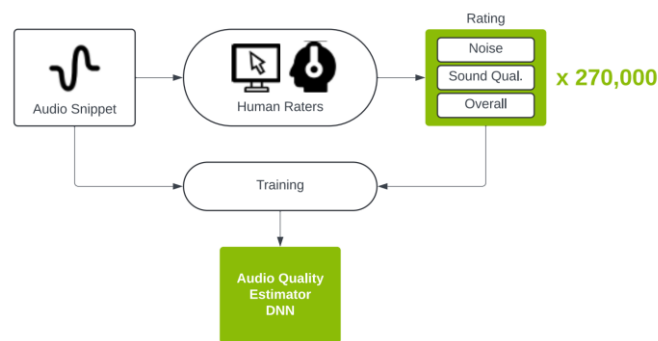 Rating
Noise
Sound Qual.
Overall
x 270,000
Audio Snippet
Human Raters
Training
Audio Quality
Estimator
DNN